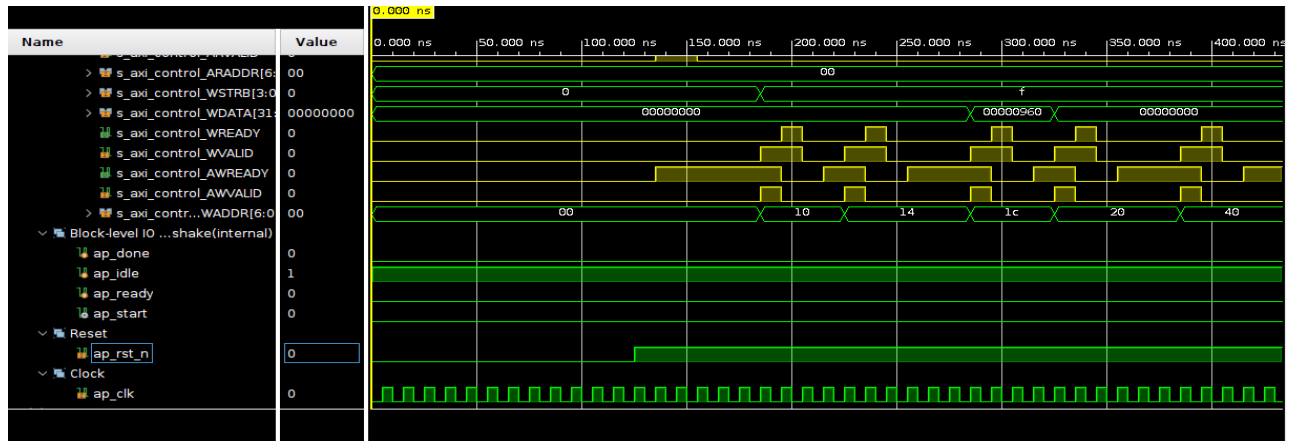 0.000 ns
Name Value 0.000 ns 50.000 ns 100.000 ns 150.000 ns 200.000 ns 250.000 ns 300.000 ns 350.000 ns 400.000 ns
s_axi_control_ARADDR[6: 00 00
s_axi_control_WSTRB[3:0 0 0 f
s_axi_control_WDATA[31: 00000000 00000000 00000960 00000000
s_axi_control_WREADY 0
s_axi_control_WVALID 0
s_axi_control_AWREADY 0
s_axi_control_AWVALID 0
s_axi_contr...WADDR[6:0 00 00 10 14 1c 20 40
Block-level IO ...shake(internal)
ap_done 0
ap_idle 1
ap_ready 0
ap_start 0
Reset
ap_rst_n 0
Clock
ap_clk 0